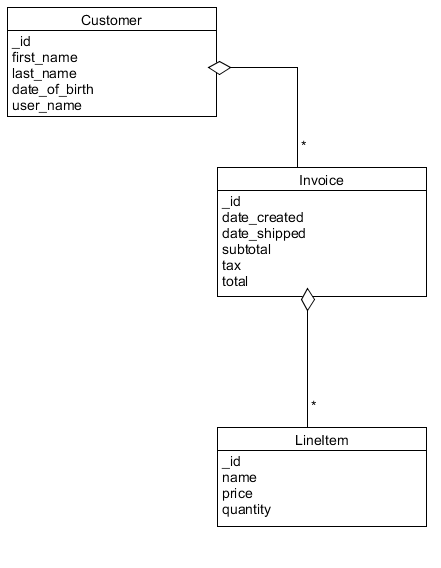 Customer
_id
first_name
last_name
date_of_birth
user_name
*
Invoice
_id
date_created
date_shipped
subtotal
tax
total
*
LineItem
_id
name
price
quantity